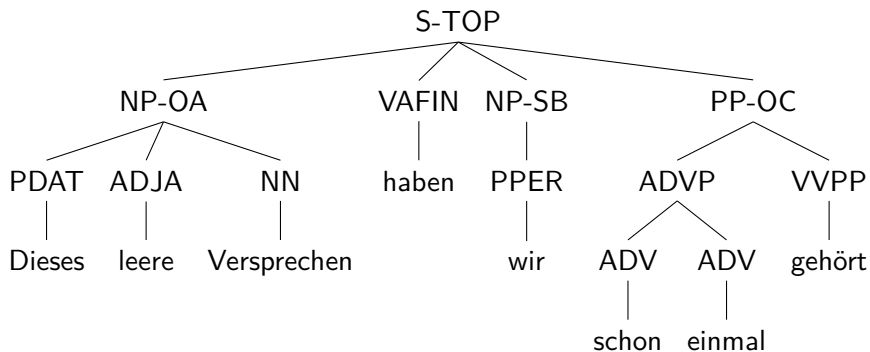 S-TOP
NP-OA VAFIN NP-SB PP-OC
PDAT ADJA NN haben PPER ADVP VVPP
Dieses leere Versprechen wir ADV ADV gehört
schon einmal